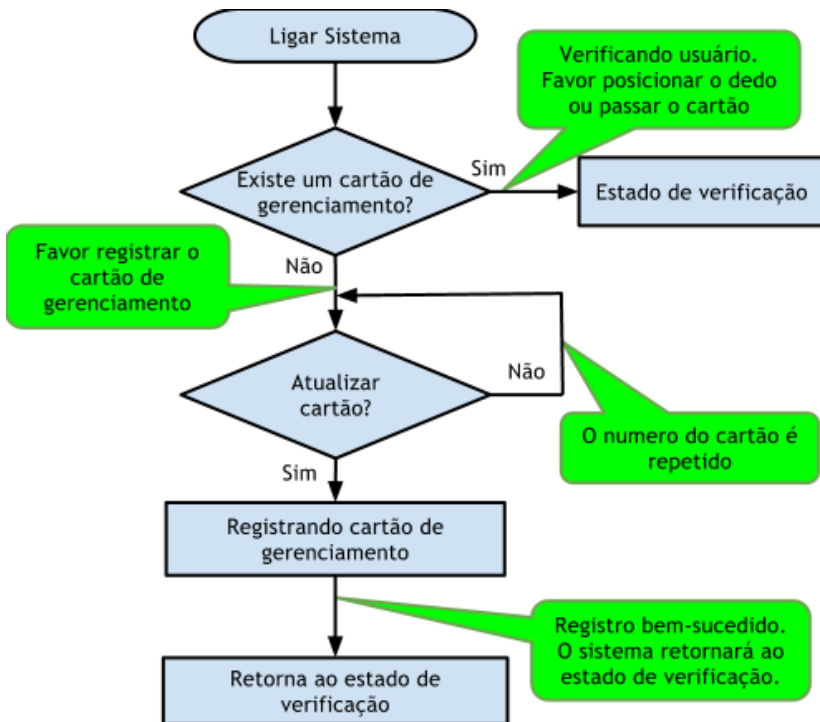 Ligar Sistema
Verificando usuário.
Favor posicionar o dedo
ou passar o cartão
Existe um cartão de
gerenciamento?
Sim
Estado de verificação
Favor registrar o
cartão de
gerenciamento
Não
Atualizar
cartão?
Não
O numero do cartão é
repetido
Sim
Registrando cartão de
gerenciamento
Registro bem-sucedido.
O sistema retornará ao
estado de verificação.
Retorna ao estado de
verificação